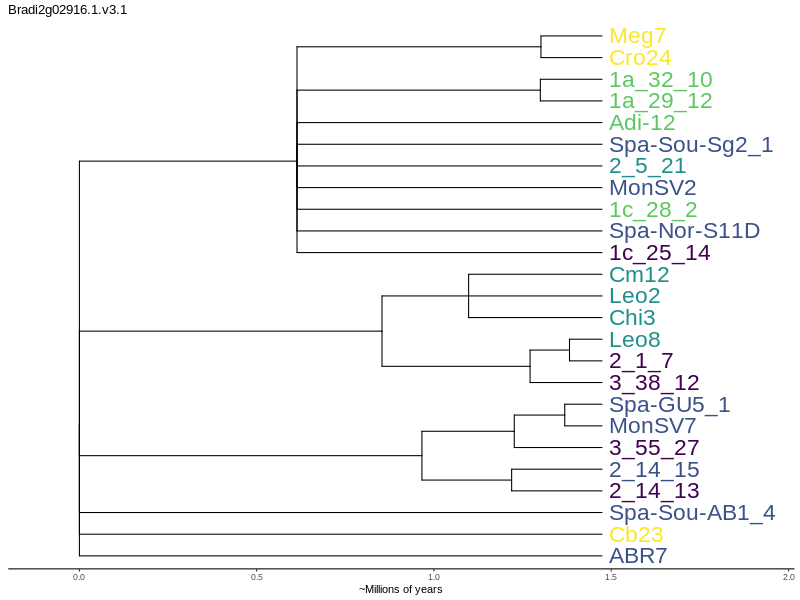 Bradi2g02916.1.v3.1
Meg7
Cro24
1a_32_10
1a_29_12
Adi-12
Spa-Sou-Sg2_1
2_5_21
MonSV2
1c_28_2
Spa-Nor-S11D
1c_25_14
Cm12
Leo2
Chi3
Leo8
2_1_7
3_38_12
Spa-GU5_1
MonSV7
3_55_27
2_14_15
2_14_13
Spa-Sou-AB1_4
Cb23
ABR7
0.0 0.5 1.0 1.5 2.0
~Millions of years